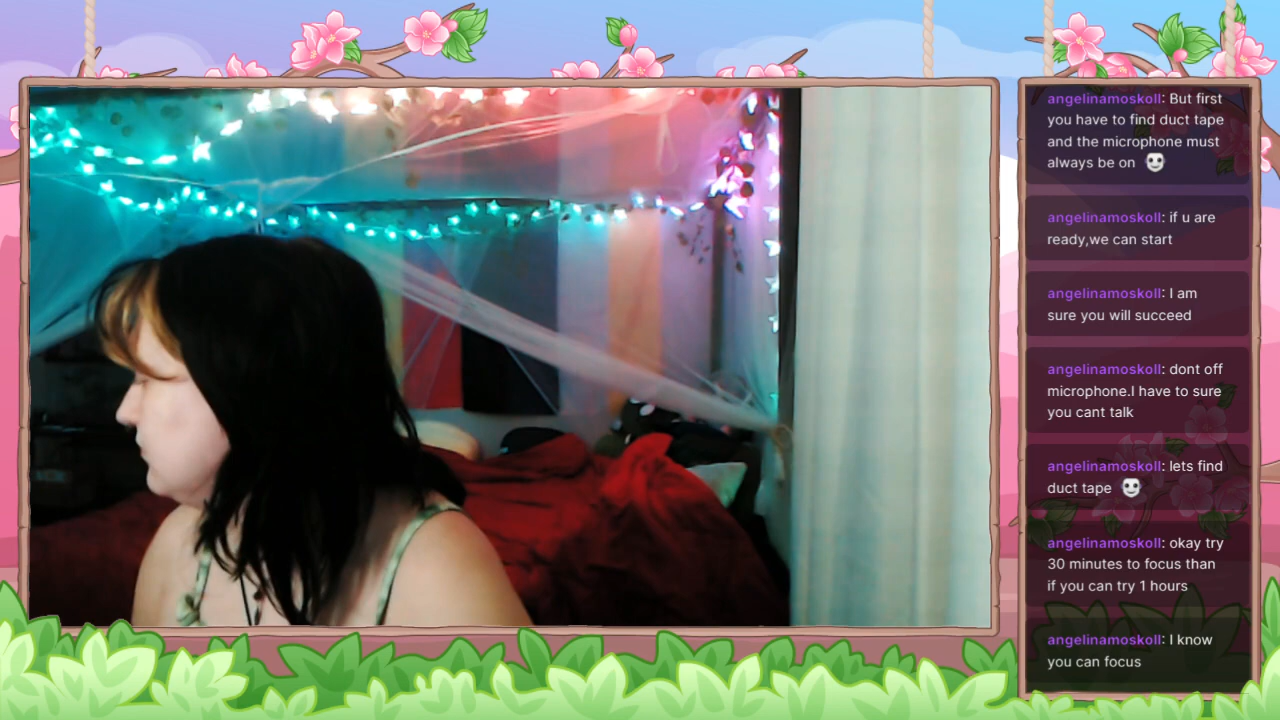 angelinamoskoll: But first
you have to find duct tape
and the microphone must
always be on
angelinamoskoll: if u are
ready,we can start
angelinamoskoll: I am
sure you will succeed
angelinamoskoll: dont off
microphone.I have to sure
you cant talk
angelinamoskoll: lets find
duct tape
angelinamoskoll: okay try
30 minutes to focus than
if you can try 1 hours
angelinamoskoll: I know
you can focus